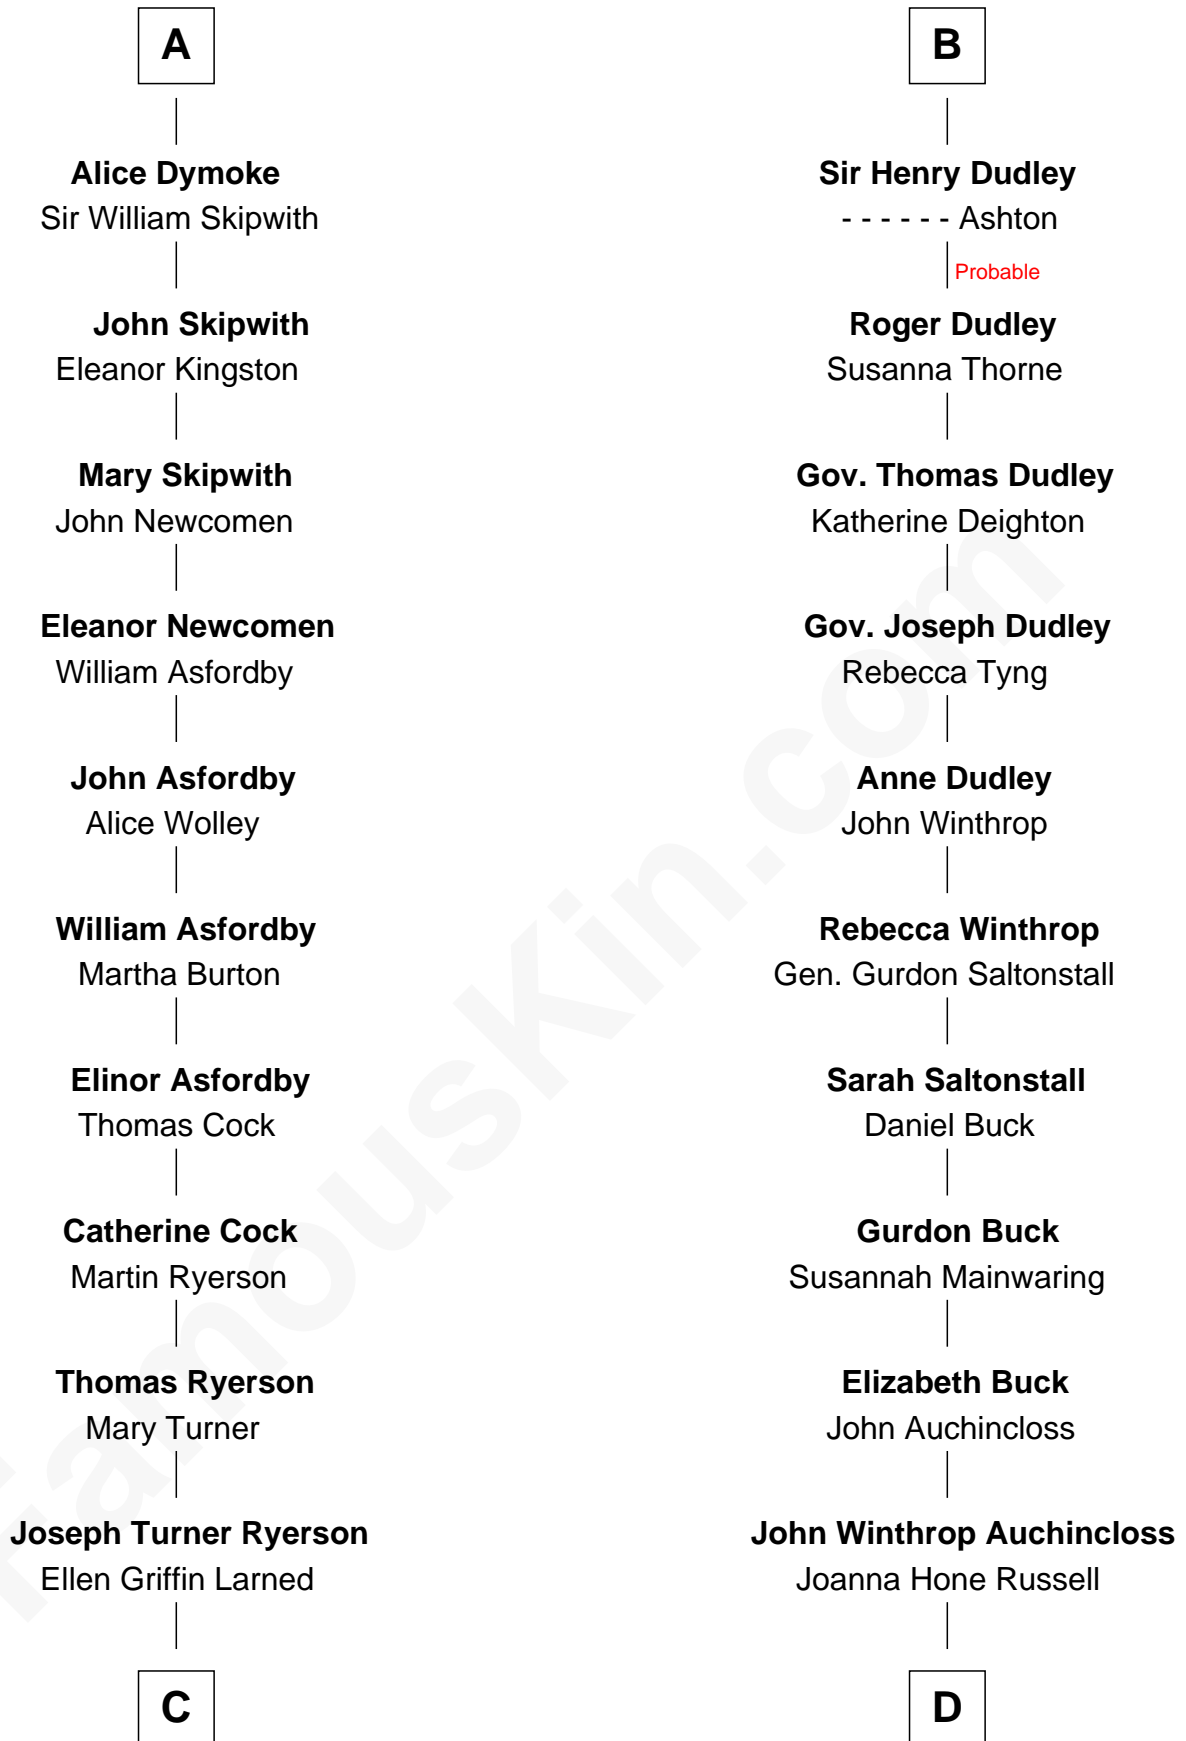 A
Alice Dymoke
Sir William Skipwith
John Skipwith
Eleanor Kingston
Mary Skipwith
John Newcomen
Eleanor Newcomen
William Asfordby
John Asfordby
Alice Wolley
William Asfordby
Martha Burton
Elinor Asfordby
Thomas Cock
Catherine Cock
Martin Ryerson
Thomas Ryerson
Mary Turner
Joseph Turner Ryerson
Ellen Griffin Larned
C
B
Sir Henry Dudley
- - - - - - Ashton
Probable
Roger Dudley
Susanna Thorne
Gov. Thomas Dudley
Katherine Deighton
Gov. Joseph Dudley
Rebecca Tyng
Anne Dudley
John Winthrop
Rebecca Winthrop
Gen. Gurdon Saltonstall
Sarah Saltonstall
Daniel Buck
Gurdon Buck
Susannah Mainwaring
Elizabeth Buck
John Auchincloss
John Winthrop Auchincloss
Joanna Hone Russell
D
FamousKin.com